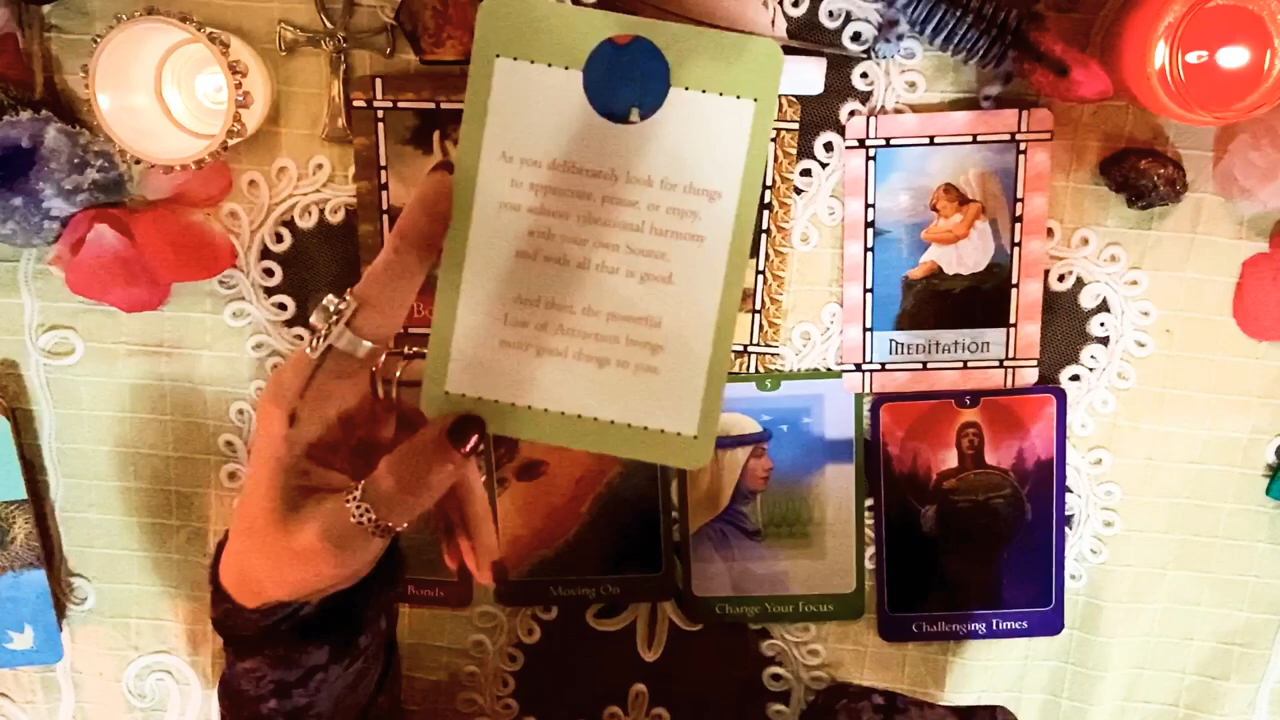 As you deliberately look for things
to appreciate, praise, or enjoy,
you achieve vibrational harmony
with your own Source,
and with all that is good.
And then, the powerful
Law of Attraction brings
more good things to you.
Bo
Meditation
5
5
Bonds
Moving On
Change Your Focus
Challenging Times